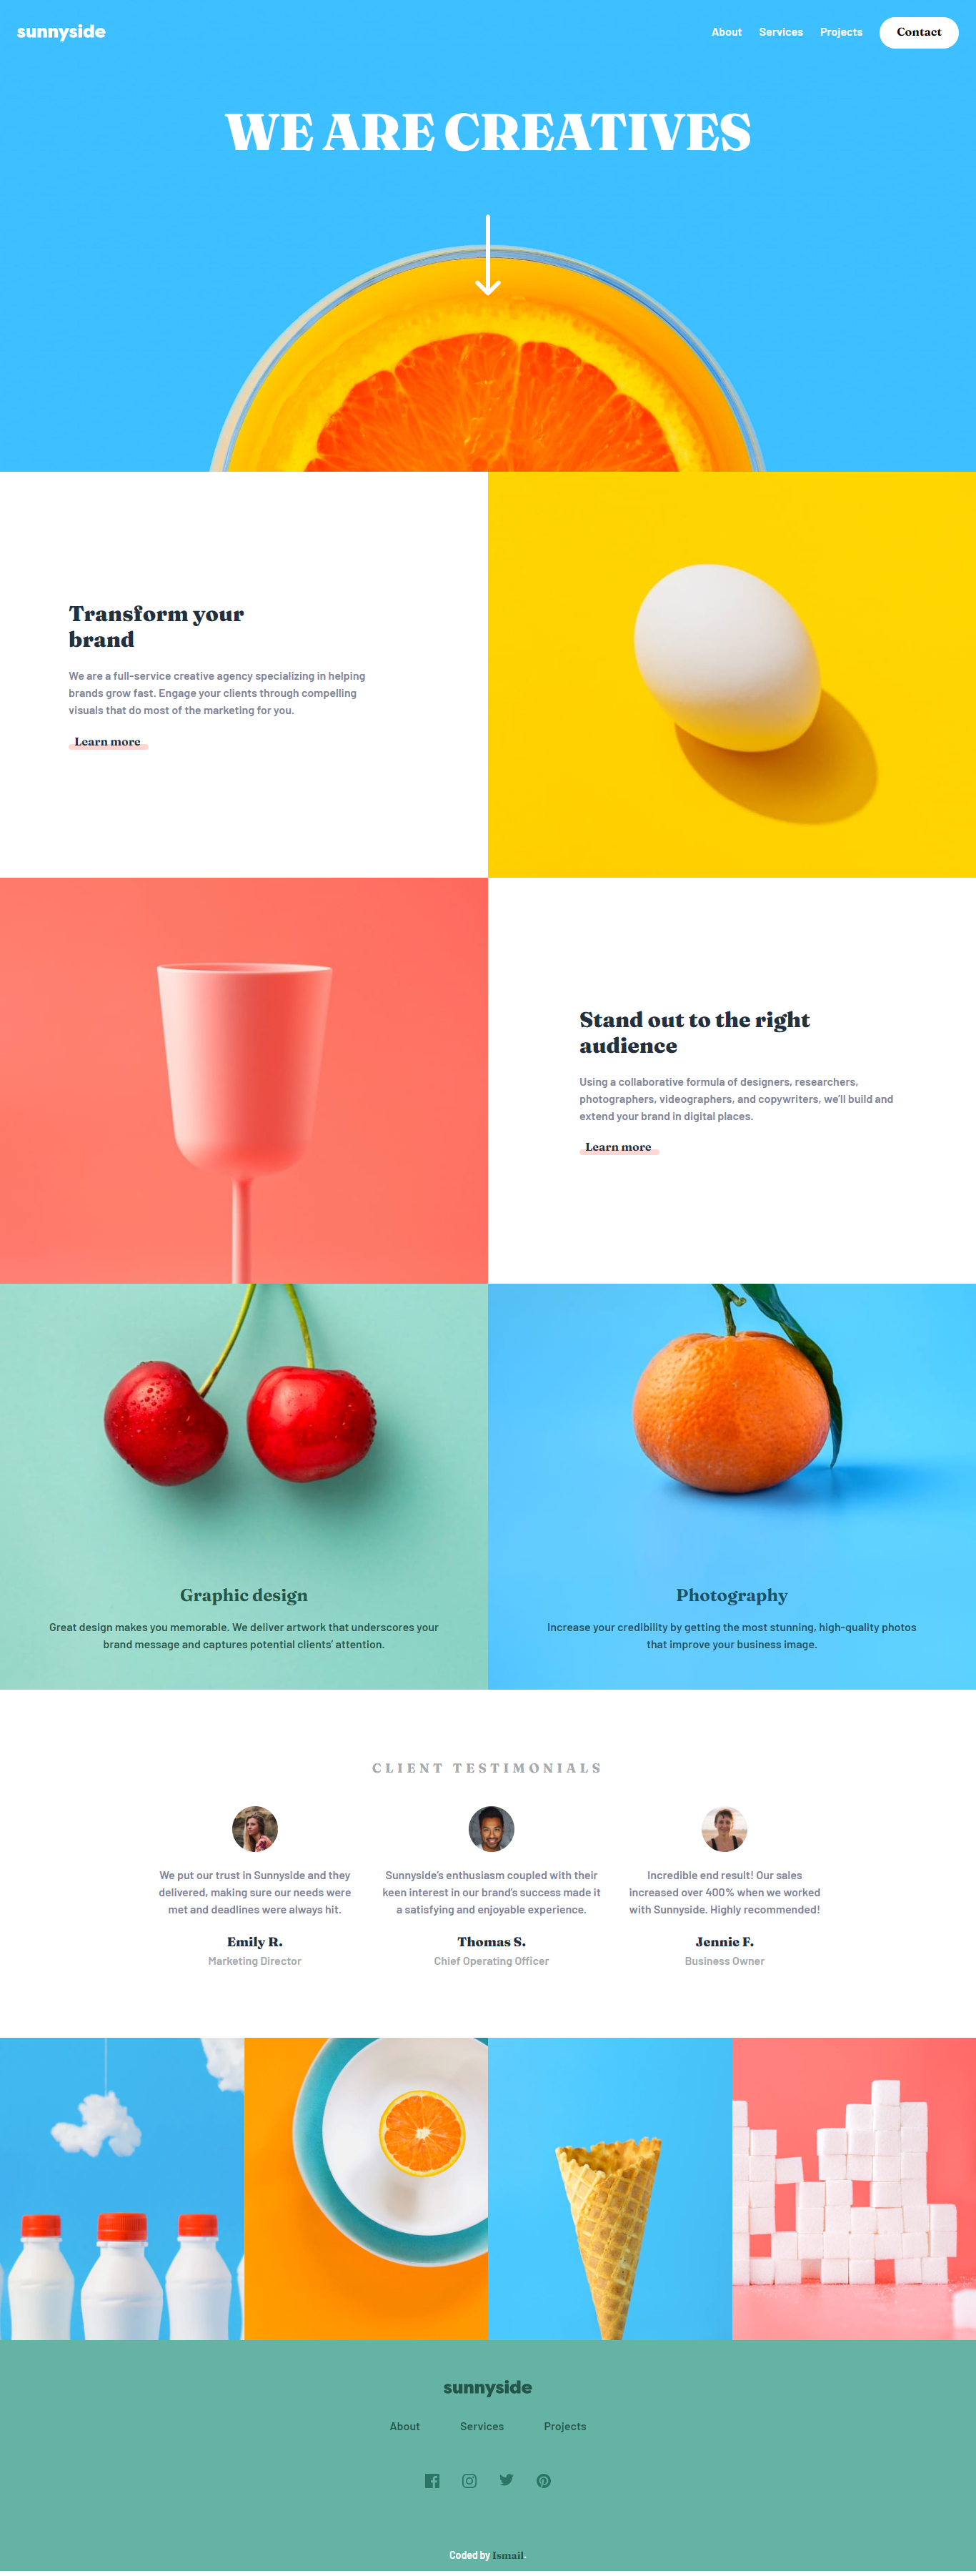 sunnyside
About Services Projects Contact
WE ARE CREATIVES
Transform your
brand
We are a full-service creative agency specializing in helping
brands grow fast. Engage your clients through compelling
visuals that do most of the marketing for you.
Learn more
Stand out to the right
audience
Using a collaborative formula of designers, researchers,
photographers, videographers, and copywriters, we'll build and
extend your brand in digital places.
Learn more
Graphic design
Great design makes you memorable. We deliver artwork that underscores your
brand message and captures potential clients' attention.
Photography
Increase your credibility by getting the most stunning, high-quality photos
that improve your business image.
CLIENT TESTIMONIALS
We put our trust in Sunnyside and they
delivered, making sure our needs were
met and deadlines were always hit.
Emily R.
Marketing Director
Sunnyside's enthusiasm coupled with their
keen interest in our brand's success made it
a satisfying and enjoyable experience.
Thomas S.
Chief Operating Officer
Incredible end result! Our sales
increased over 400% when we worked
with Sunnyside. Highly recommended!
Jennie F.
Business Owner
sunnyside
About Services Projects
Coded by Ismail.